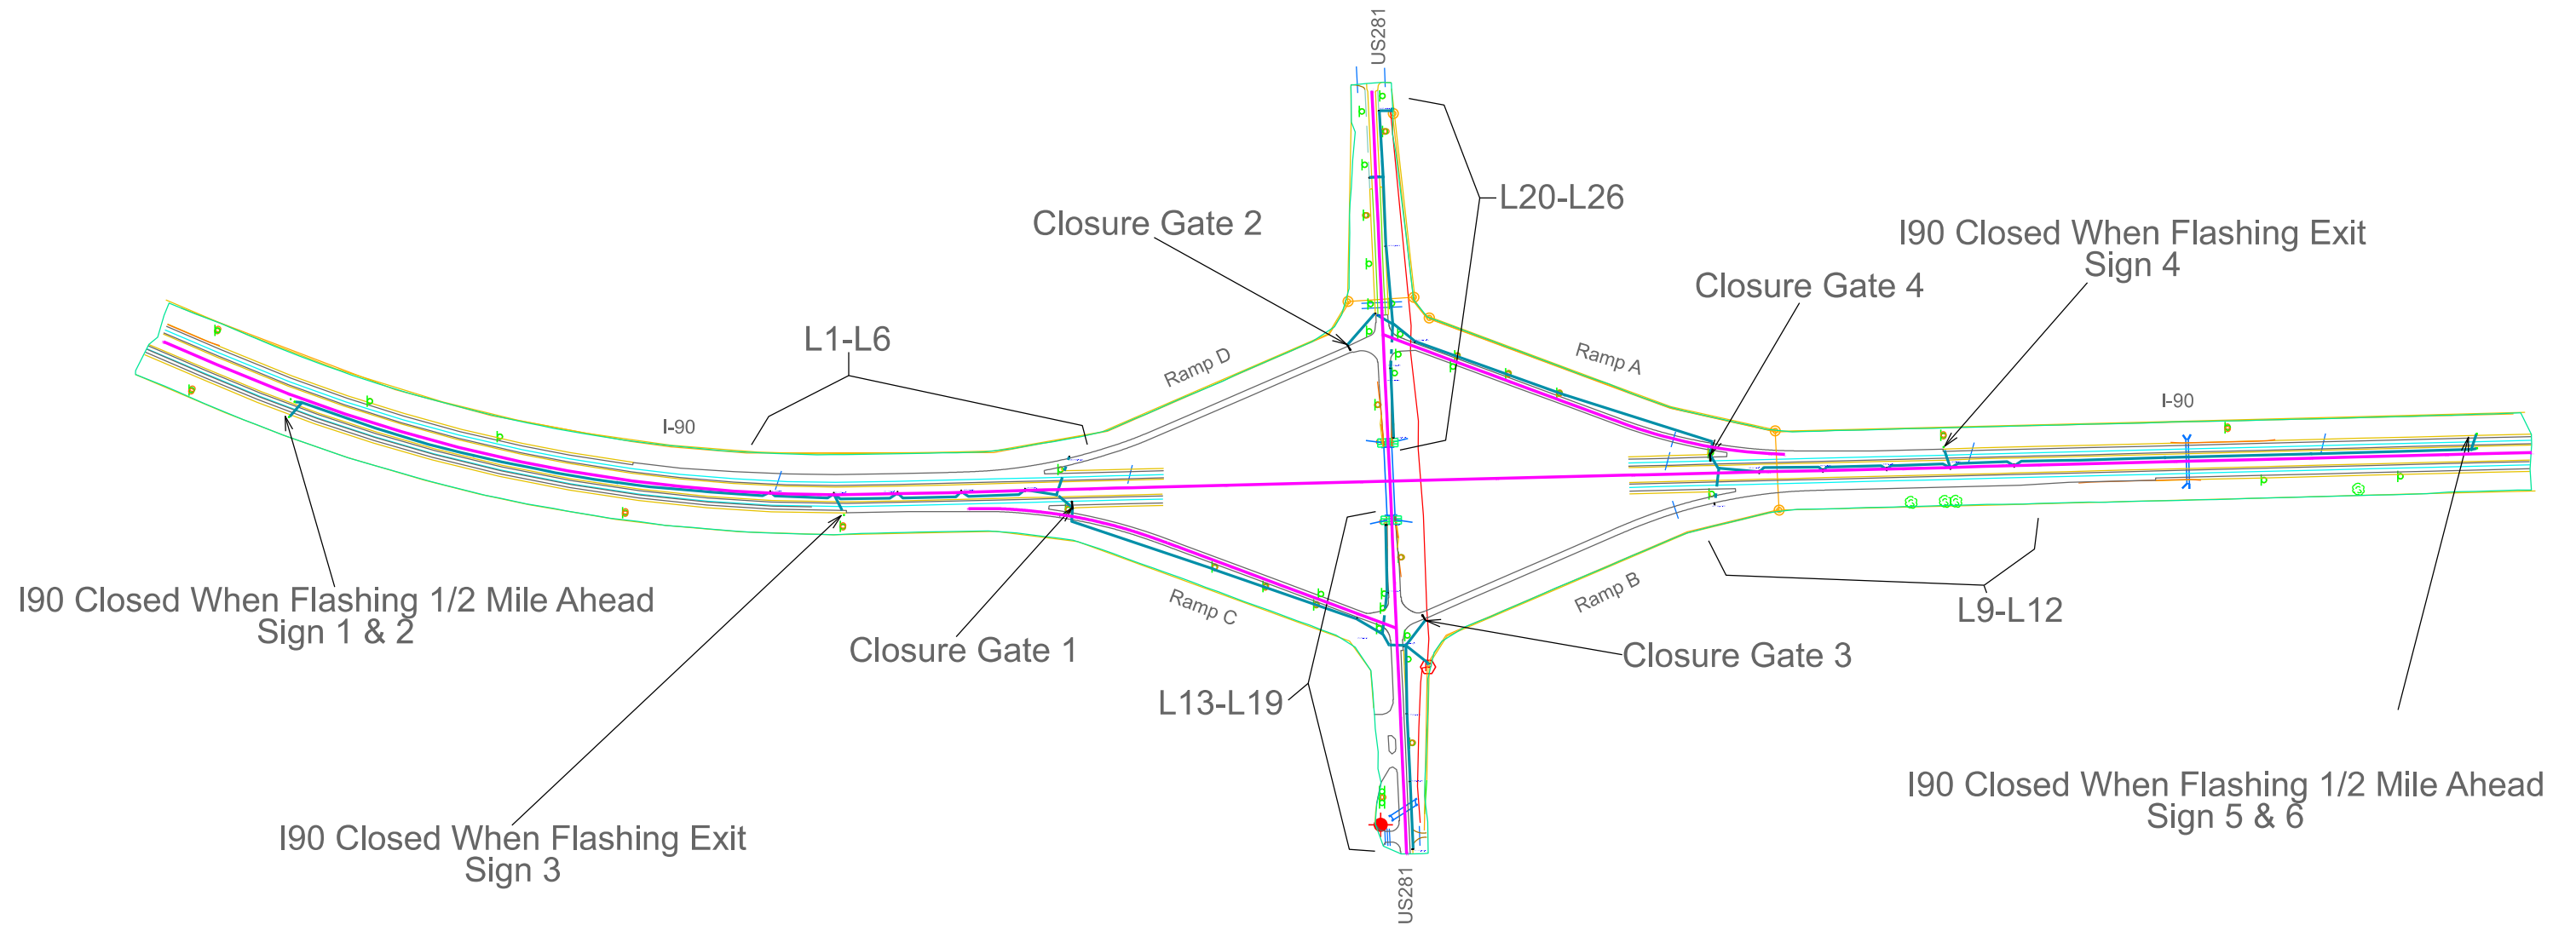 US281
L20-L26
Closure Gate 2
I90 Closed When Flashing Exit
Sign 4
Closure Gate 4
L1-L6
Ramp D
Ramp A
I-90
I-90
I90 Closed When Flashing 1/2 Mile Ahead
Sign 1 & 2
Ramp C
Ramp B
L9-L12
Closure Gate 1
Closure Gate 3
L13-L19
I90 Closed When Flashing 1/2 Mile Ahead
Sign 5 & 6
I90 Closed When Flashing Exit
Sign 3
US281